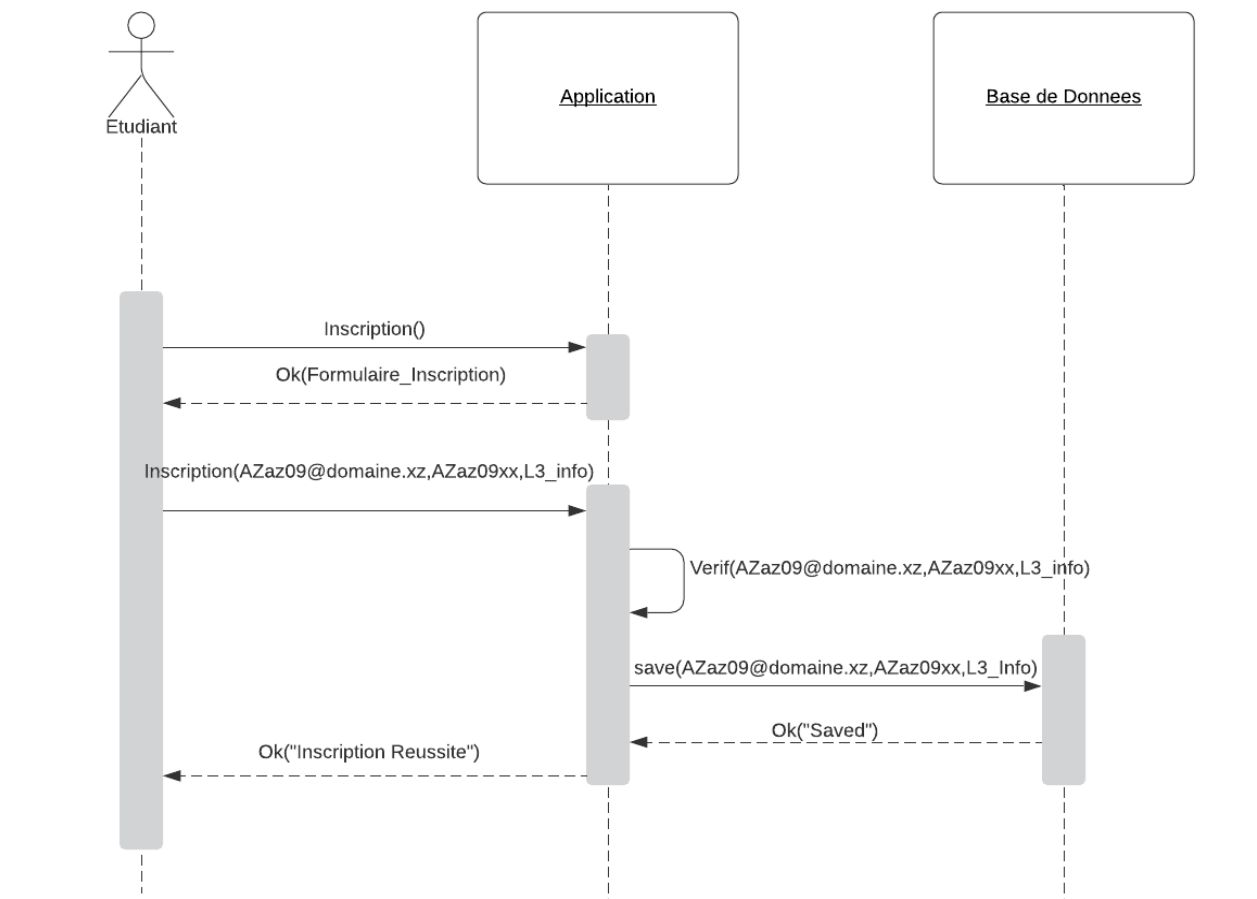 Etudiant
Application
Base de Donnees
Inscription()
Ok(Formulaire_Inscription)
Inscription(AZaz09@domaine.xz,AZaz09xx,L3_info)
Verif(AZaz09@domaine.xz,AZaz09xx,L3_info)
save(AZaz09@domaine.xz,AZaz09xx,L3_Info)
Ok("Saved")
Ok("Inscription Reussite")